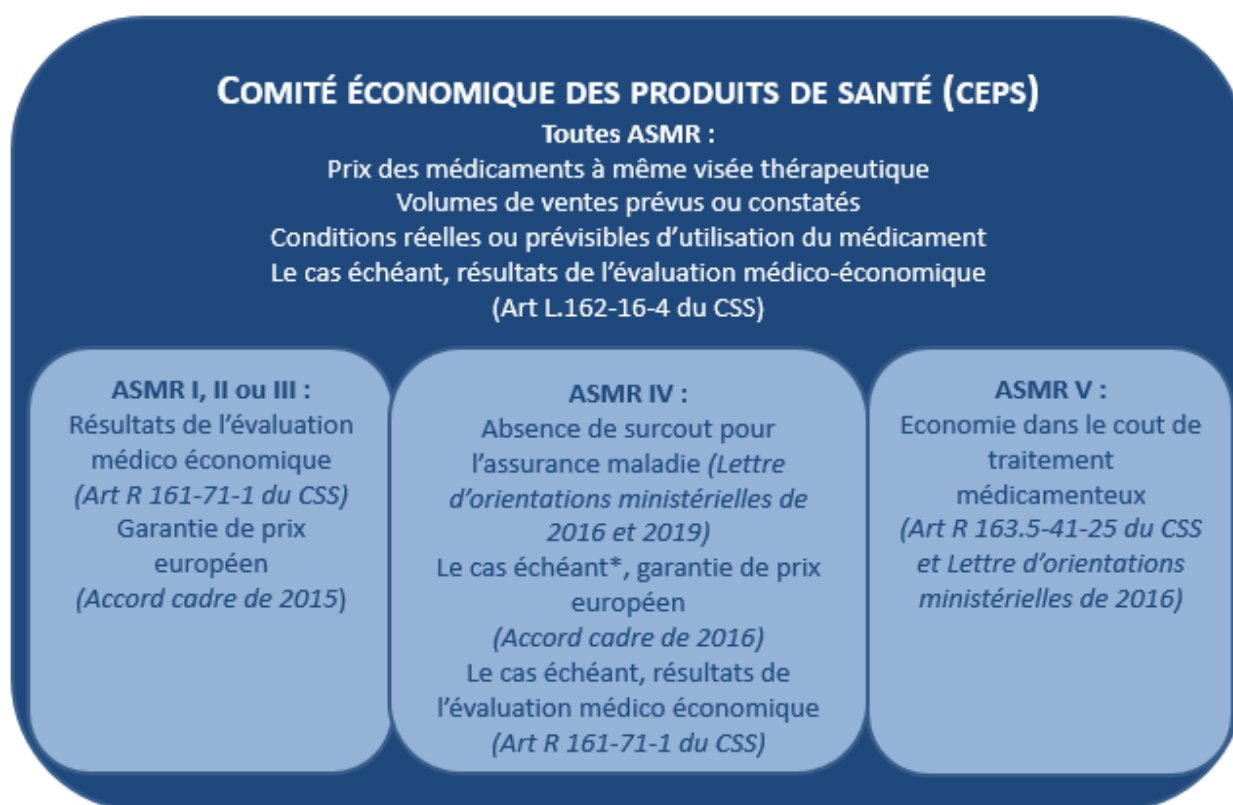 COMITÉ ÉCONOMIQUE DES PRODUITS DE SANTÉ (CEPS)
Toutes ASMR :
Prix des médicaments à même visée thérapeutique
Volumes de ventes prévus ou constatés
Conditions réelles ou prévisibles d'utilisation du médicament
Le cas échéant, résultats de l'évaluation médico-économique
(Art L.162-16-4 du CSS)
ASMR I, II ou III :
Résultats de l'évaluation
médico économique
(Art R 161-71-1 du CSS)
Garantie de prix
européen
(Accord cadre de 2015)
ASMR IV :
Absence de surcout pour
l'assurance maladie (Lettre
d'orientations ministérielles de
2016 et 2019)
Le cas échéant*, garantie de prix
européen
(Accord cadre de 2016)
Le cas échéant, résultats de
l'évaluation médico économique
(Art R 161-71-1 du CSS)
ASMR V :
Economie dans le cout de
traitement
médicamenteux
(Art R 163.5-41-25 du CSS
et Lettre d'orientations
ministérielles de 2016)